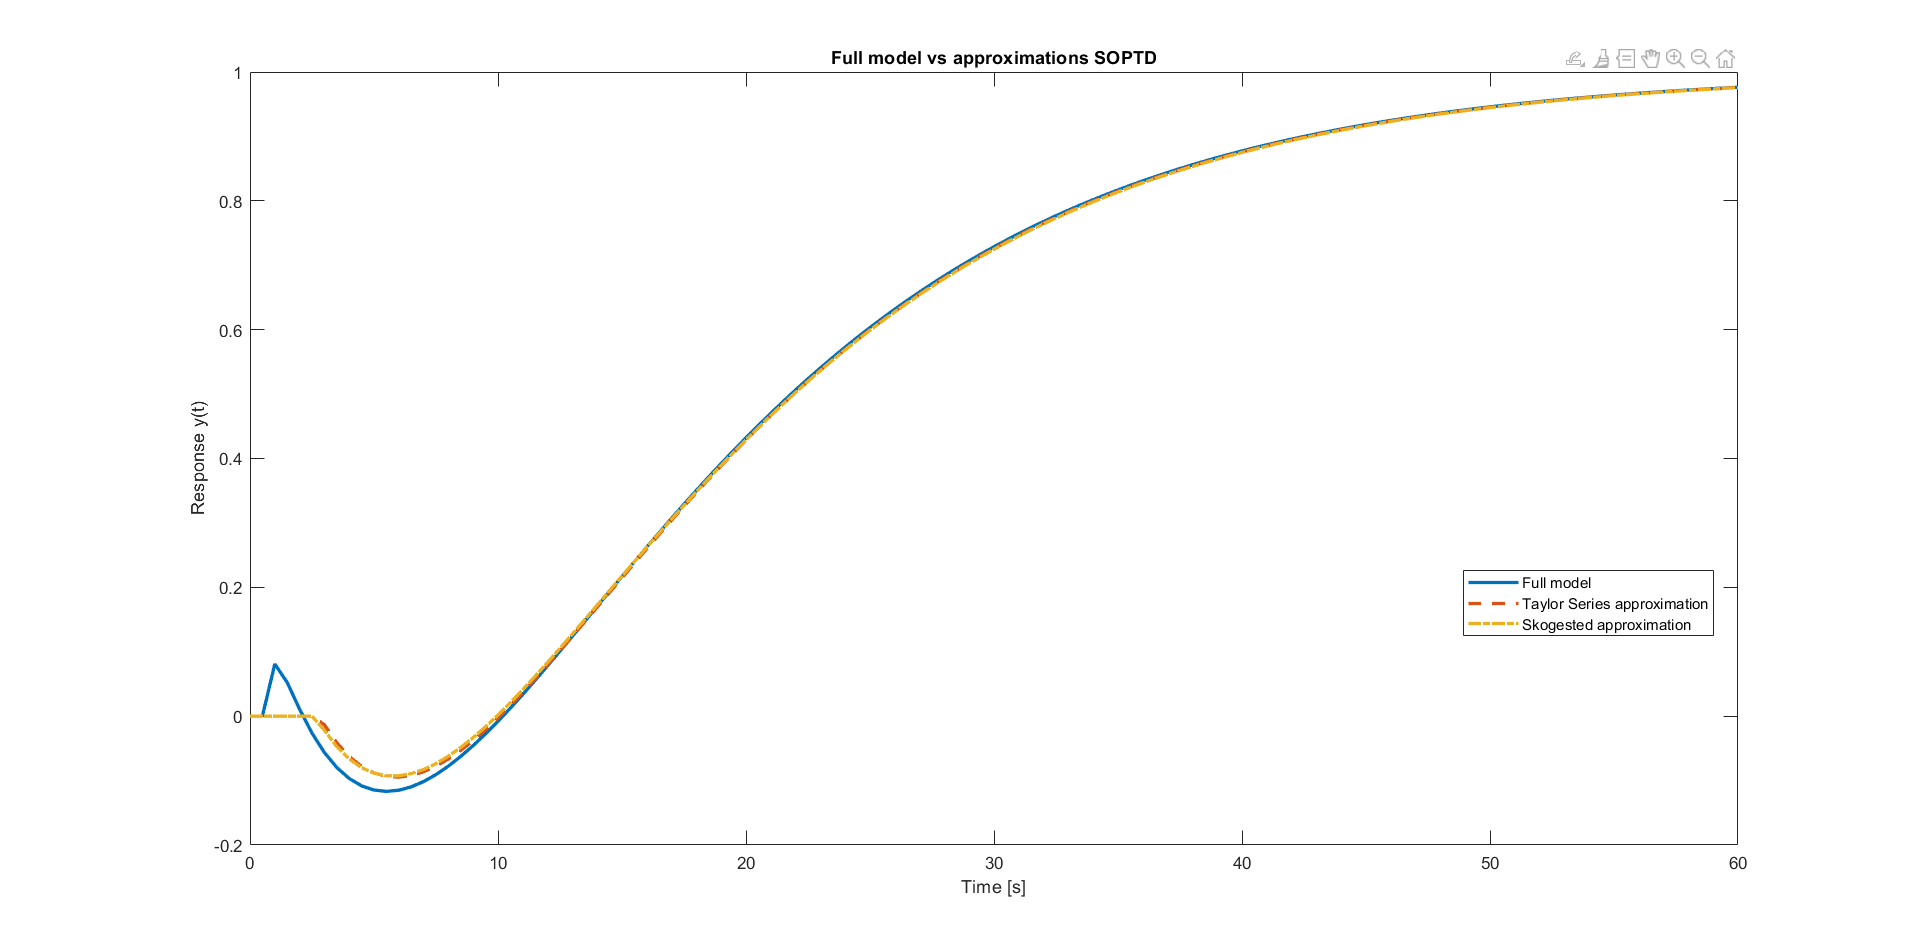 Full model vs approximations SOPTD
1
0.8
0.6
0.4
0.2
0
-0.2
Response y(t)
0 10 20 30 40 50 60
Time [s]
Full model
Taylor Series approximation
Skogested approximation